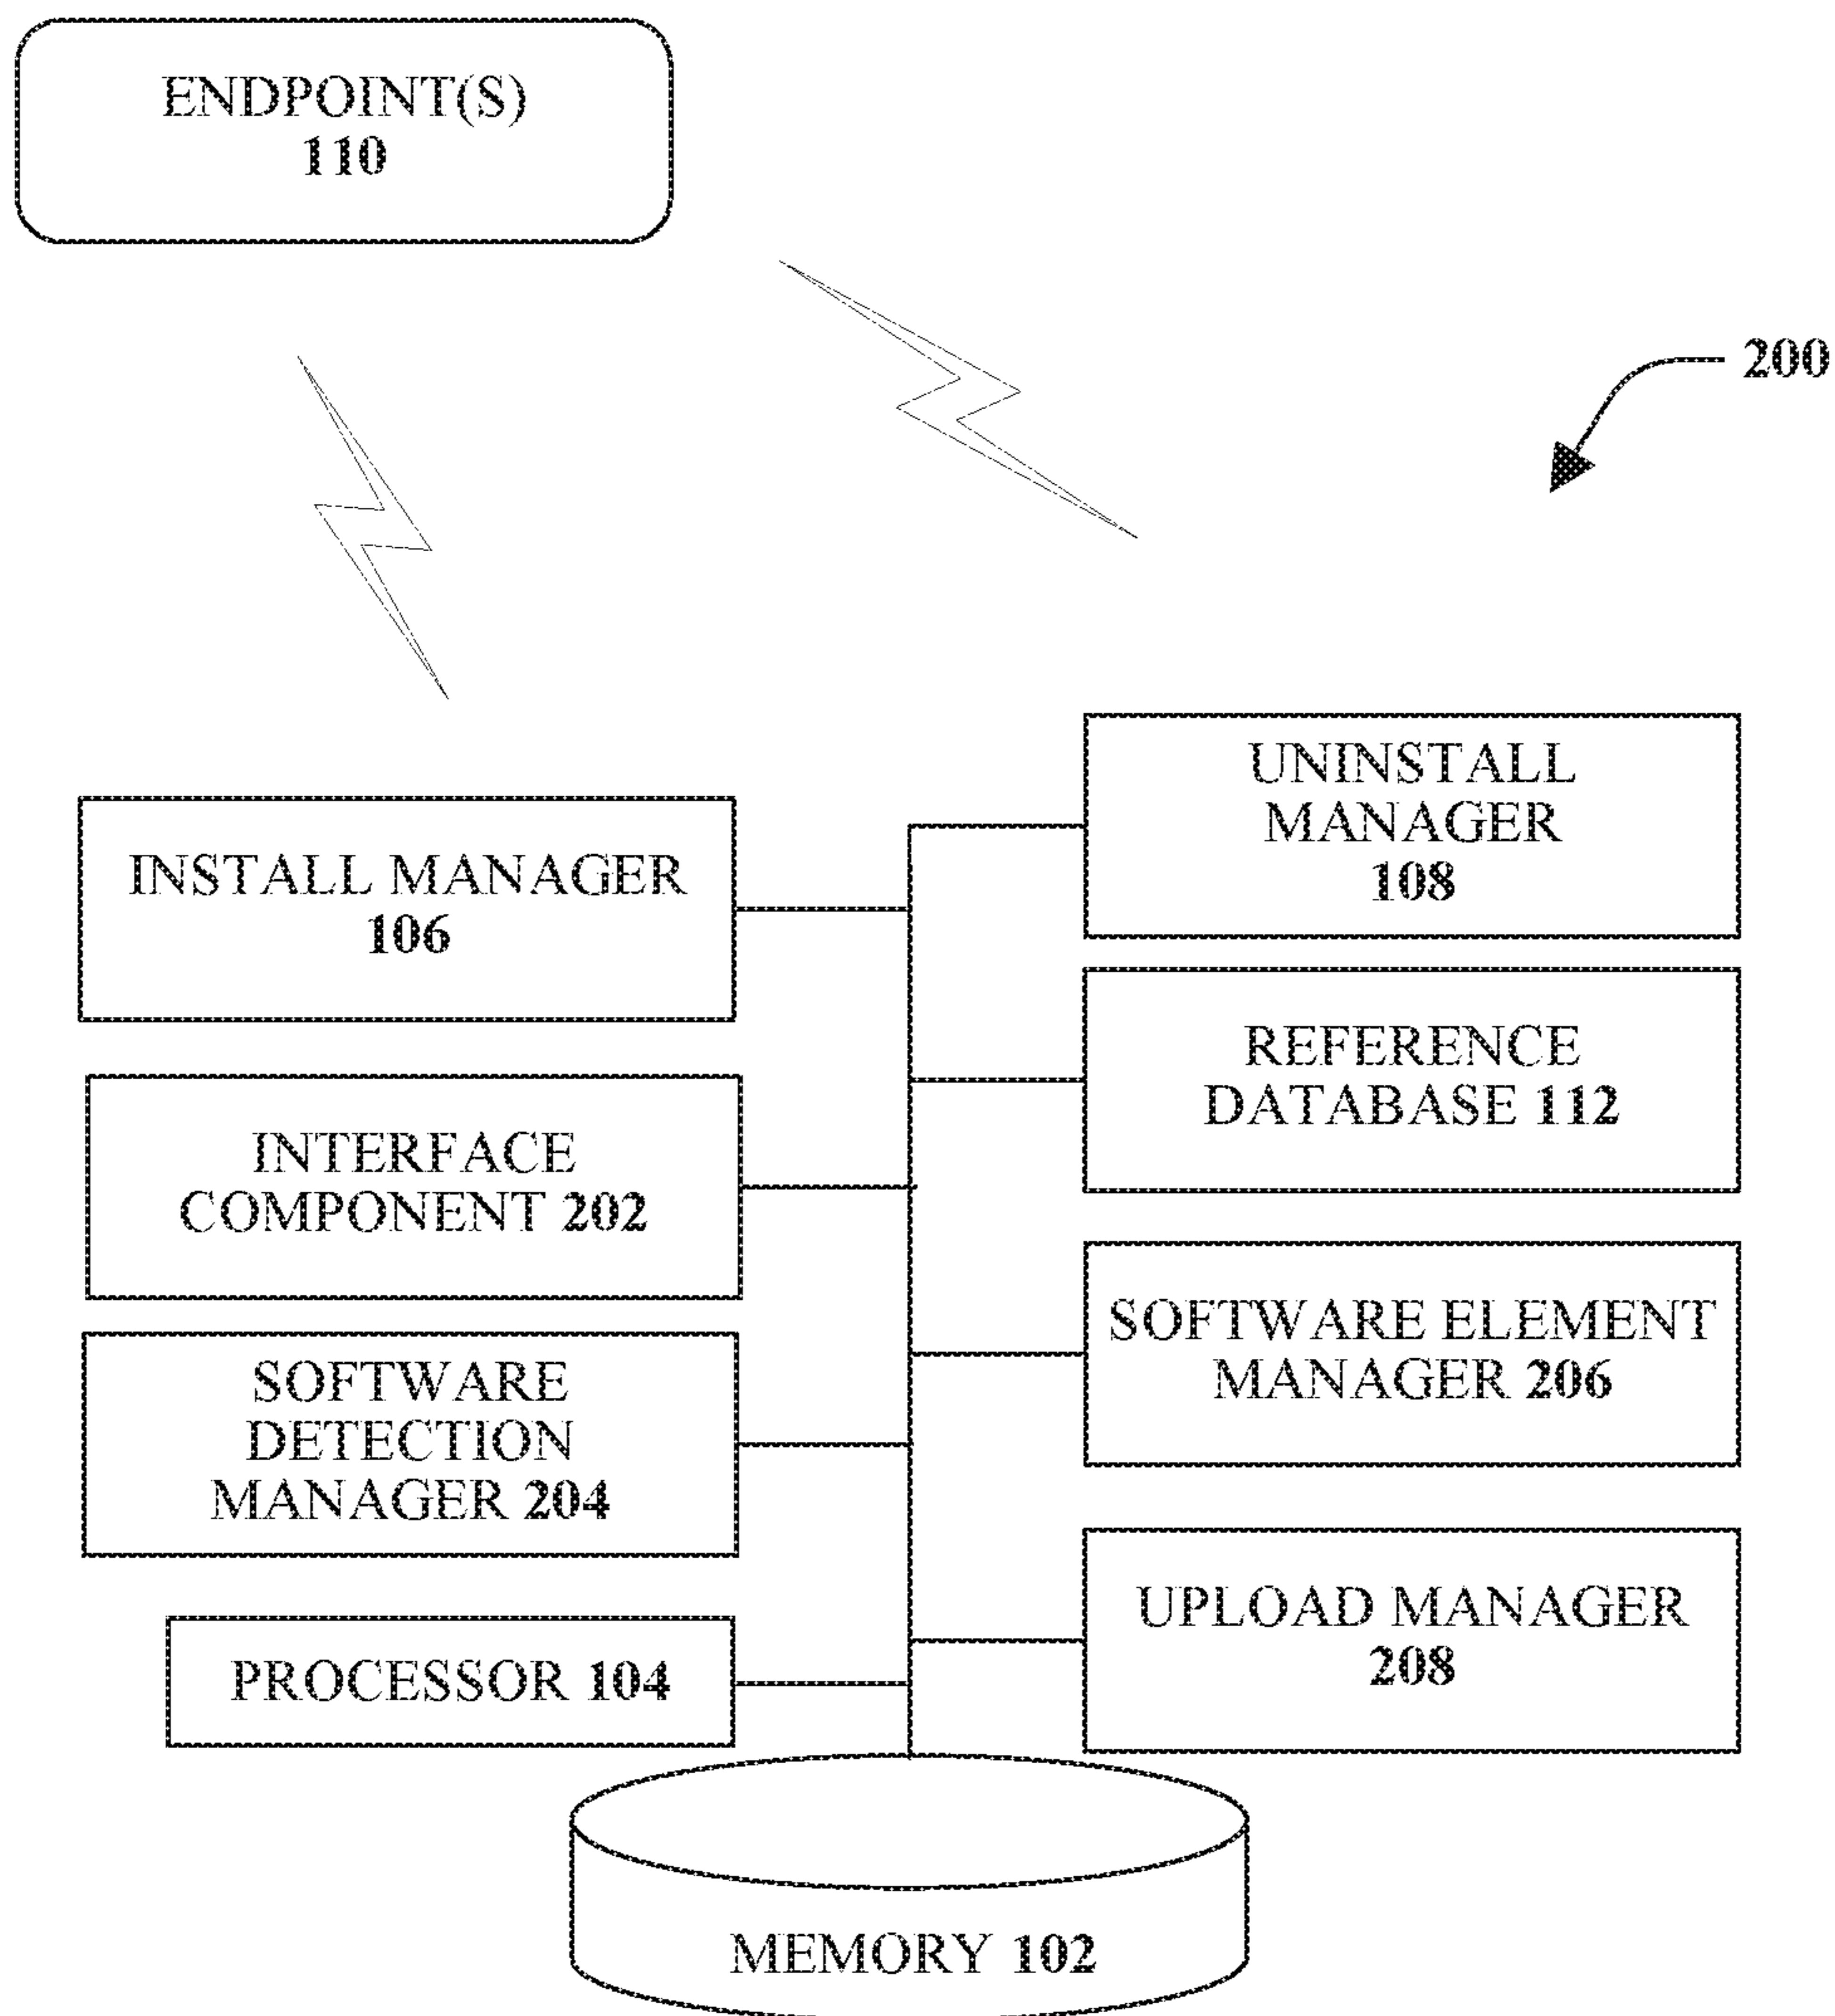 ENDPOINT(S)
110
200
INSTALL MANAGER
106
INTERFACE
COMPONENT 202
SOFTWARE
DETECTION
MANAGER 204
PROCESSOR 104
UNINSTALL
MANAGER
108
REFERENCE
DATABASE 112
SOFTWARE ELEMENT
MANAGER 206
UPLOAD MANAGER
208
MEMORY 102